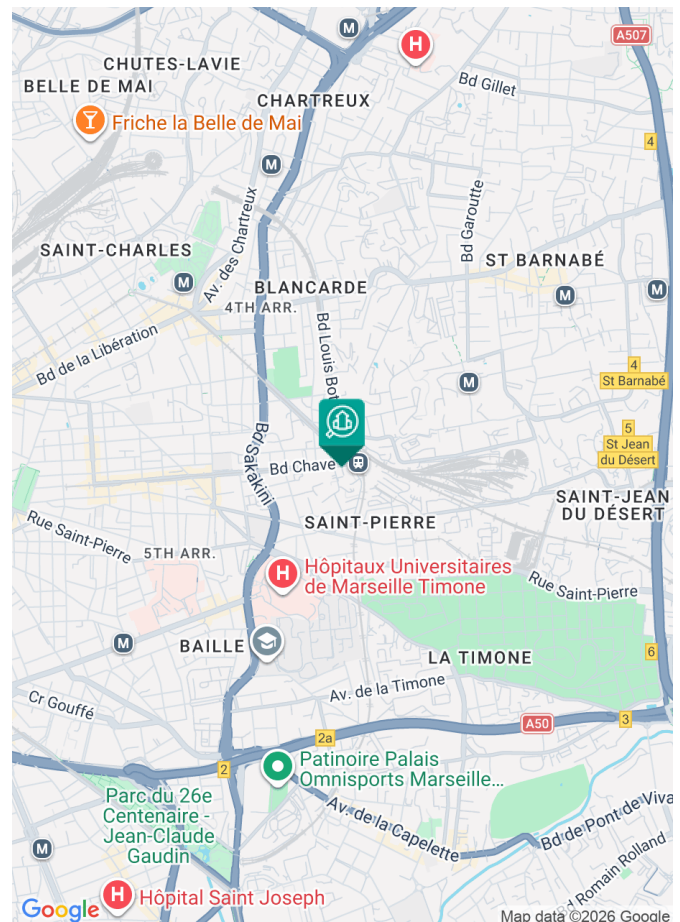 M
H
A507
CHUTES-LAVIE
BELLE DE MAI
Bd Gillet
CHARTREUX
Friche la Belle de Mai
4
M
Av. des Chartreux
Bd Garoutte
SAINT-CHARLES
ST BARNABÉ
M
BLANCARDE
M
M
4TH ARR.
Bd de la Libération
Bd Louis Bot
4
St Barnabé
M
5
St Jean
du Désert
Bd Sakakini
Bd Chave
SAINT-JEAN
DU DÉSERT
SAINT-PIERRE
Rue Saint-Pierre
5TH ARR.
H
Hôpitaux Universitaires
de Marseille Timone
Rue Saint-Pierre
M
BAILLE
LA TIMONE
6
Av. de la Timone
Cr Gouffé
A50
3
2a
2
Patinoire Palais
Omnisports Marseille...
Parc du 26e
Centenaire -
Jean-Claude
Gaudin
Av. de la Capelette
Bd de Pont de Viva
M
Bd Romain Rolland
H
Hôpital Saint Joseph
Google
Map data ©2026 Google